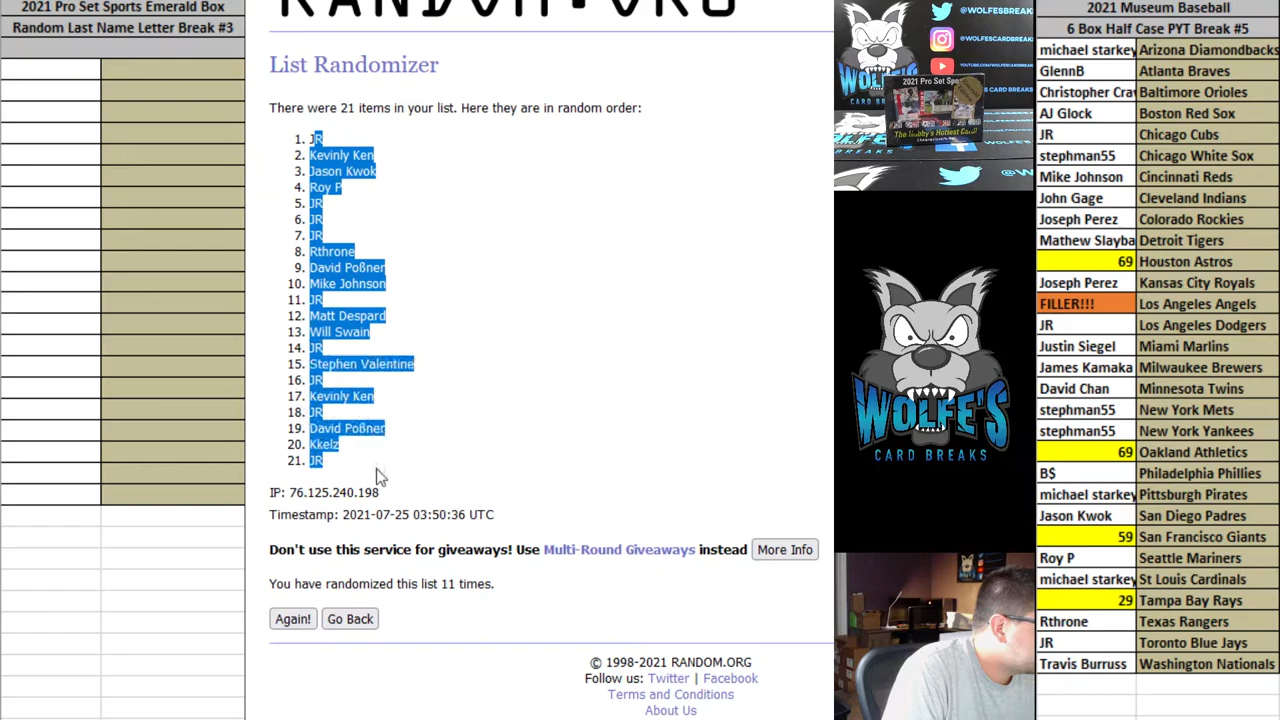 2021 Pro Set Sports Emerald Box
Random Last Name Letter Break #3
RANDOM.ORG
List Randomizer
There were 21 items in your list. Here they are in random order:
1. JR
2. Kevinly Ken
3. Jason Kwok
4. Roy P
5. JR
6. JR
7. JR
8. Rthrone
9. David Poßner
10. Mike Johnson
11. JR
12. Matt Despard
13. Will Swain
14. JR
15. Stephen Valentine
16. JR
17. Kevinly Ken
18. JR
19. David Poßner
20. Kkelz
21. JR
IP: 76.125.240.198
Timestamp: 2021-07-25 03:50:36 UTC
Don't use this service for giveaways! Use Multi-Round Giveaways instead More Info
You have randomized this list 11 times.
Again! Go Back
© 1998-2021 RANDOM.ORG
Follow us: Twitter | Facebook
Terms and Conditions
About Us
@WOLFESBREAKS
@WOLFESCARDBREAKS
WOLFE'S
CARD BREAKS
2021 Pro Set
The Hobby's Hottest Card!
WOLFE'S
CARD BREAKS
2021 Museum Baseball
6 Box Half Case PYT Break #5
michael starkey Arizona Diamondbacks
GlennB Atlanta Braves
Christopher Cra Baltimore Orioles
AJ Glock Boston Red Sox
JR Chicago Cubs
stephman55 Chicago White Sox
Mike Johnson Cincinnati Reds
John Gage Cleveland Indians
Joseph Perez Colorado Rockies
Mathew Slayba Detroit Tigers
69 Houston Astros
Joseph Perez Kansas City Royals
FILLER!!! Los Angeles Angels
JR Los Angeles Dodgers
Justin Siegel Miami Marlins
James Kamaka Milwaukee Brewers
David Chan Minnesota Twins
stephman55 New York Mets
stephman55 New York Yankees
69 Oakland Athletics
B$ Philadelphia Phillies
michael starkey Pittsburgh Pirates
Jason Kwok San Diego Padres
59 San Francisco Giants
Roy P Seattle Mariners
michael starkey St Louis Cardinals
29 Tampa Bay Rays
Rthrone Texas Rangers
JR Toronto Blue Jays
Travis Burruss Washington Nationals